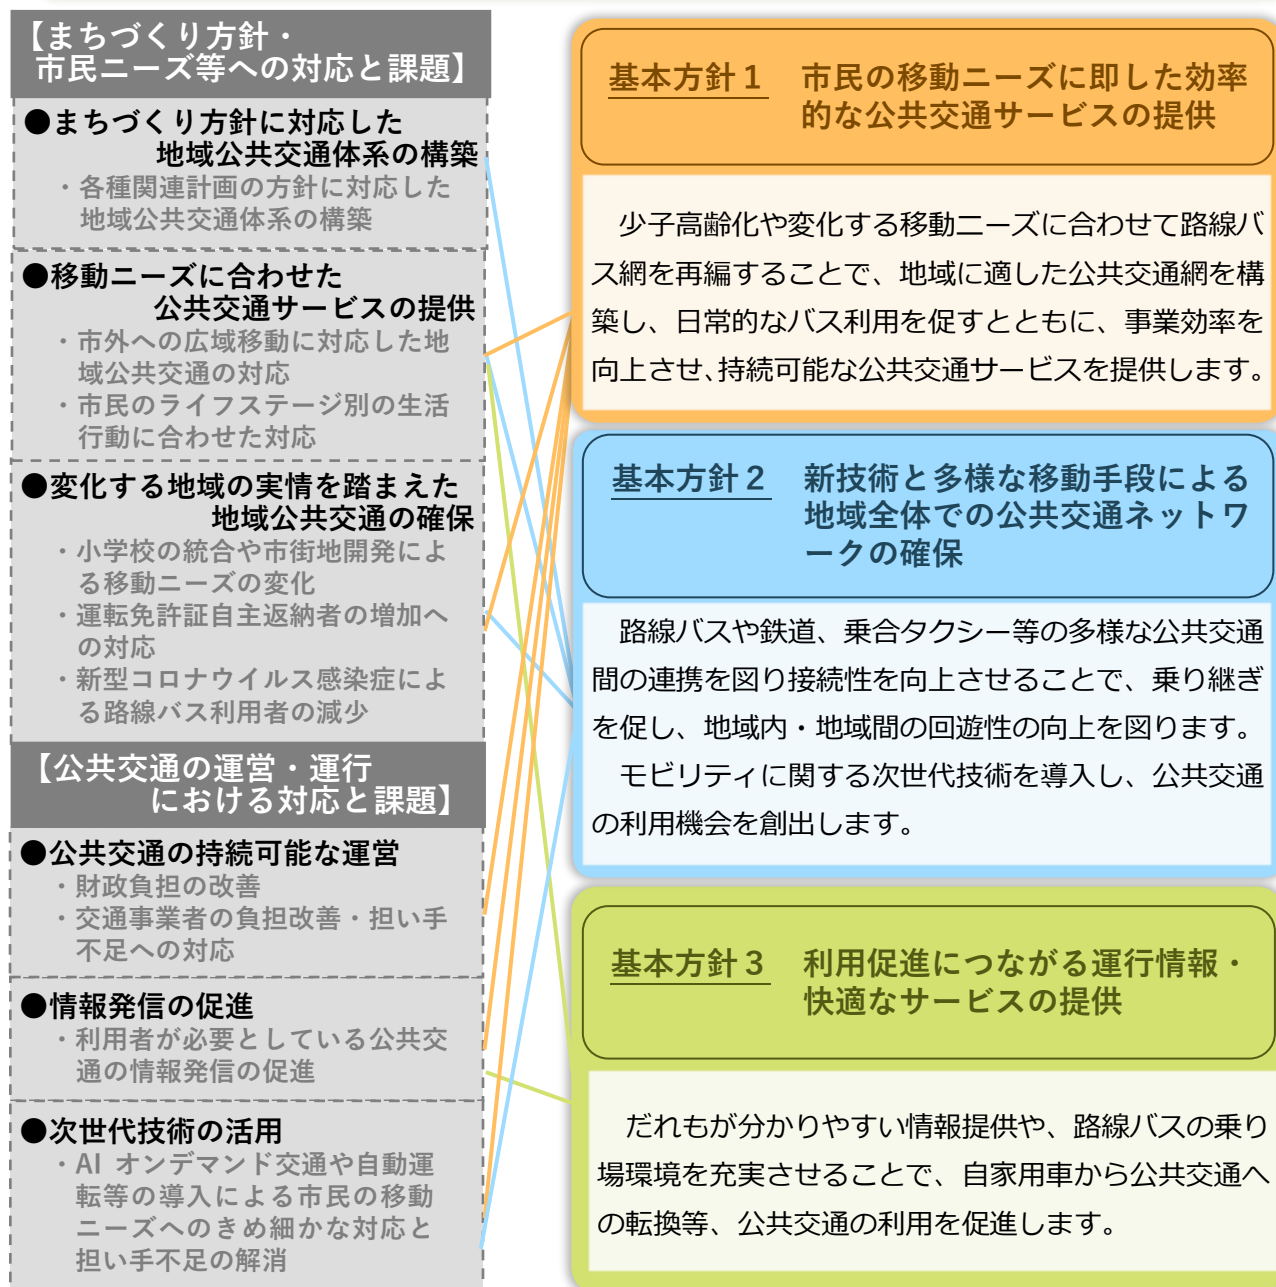 【まちづくり方針・
市民ニーズ等への対応と課題】
●まちづくり方針に対応した
地域公共交通体系の構築
・各種関連計画の方針に対応した
地域公共交通体系の構築
●移動ニーズに合わせた
公共交通サービスの提供
・市外への広域移動に対応した地
域公共交通の対応
・市民のライフステージ別の生活
行動に合わせた対応
●変化する地域の実情を踏まえた
地域公共交通の確保
・小学校の統合や市街地開発によ
る移動ニーズの変化
・運転免許証自主返納者の増加へ
の対応
・新型コロナウイルス感染症によ
る路線バス利用者の減少
【公共交通の運営・運行
における対応と課題】
●公共交通の持続可能な運営
・財政負担の改善
・交通事業者の負担改善・担い手
不足への対応
●情報発信の促進
・利用者が必要としている公共交
通の情報発信の促進
●次世代技術の活用
・AI オンデマンド交通や自動運
転等の導入による市民の移動
ニーズへのきめ細かな対応と
担い手不足の解消
基本方針１ 市民の移動ニーズに即した効率
的な公共交通サービスの提供
少子高齢化や変化する移動ニーズに合わせて路線バ
ス網を再編することで、地域に適した公共交通網を構
築し、日常的なバス利用を促すとともに、事業効率を
向上させ、持続可能な公共交通サービスを提供します。
基本方針２ 新技術と多様な移動手段による
地域全体での公共交通ネットワ
ークの確保
路線バスや鉄道、乗合タクシー等の多様な公共交通
間の連携を図り接続性を向上させることで、乗り継ぎ
を促し、地域内・地域間の回遊性の向上を図ります。
モビリティに関する次世代技術を導入し、公共交通
の利用機会を創出します。
基本方針３ 利用促進につながる運行情報・
快適なサービスの提供
だれもが分かりやすい情報提供や、路線バスの乗り
場環境を充実させることで、自家用車から公共交通へ
の転換等、公共交通の利用を促進します。